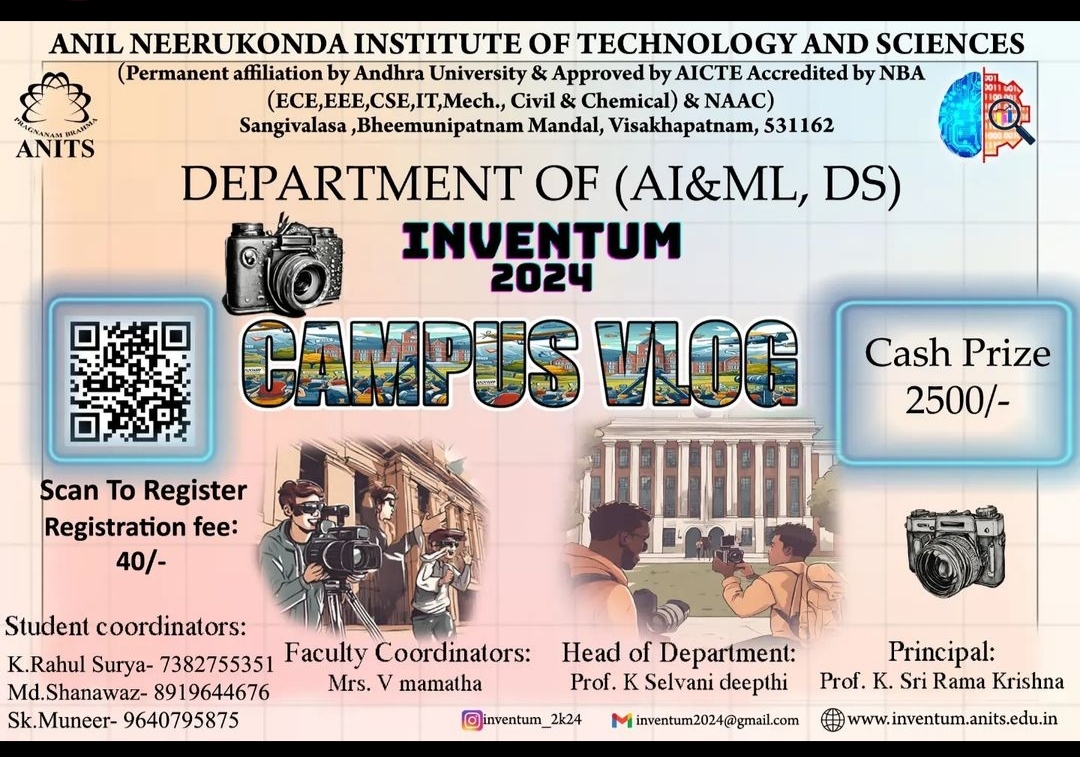 ANIL NEERUKONDA INSTITUTE OF TECHNOLOGY AND SCIENCES
(Permanent affiliation by Andhra University & Approved by AICTE Accredited by NBA
(ECE,EEE,CSE,IT,Mech., Civil & Chemical) & NAAC)
Sangivalasa ,Bheemunipatnam Mandal, Visakhapatnam, 531162
PRAGNANAM BRAHMA
ANITS
DEPARTMENT OF (AI&ML, DS)
INVENTUM
2024
CAMPUS VLOG
Cash Prize
2500/-
Scan To Register
Registration fee:
40/-
Student coordinators:
K.Rahul Surya- 7382755351
Md.Shanawaz- 8919644676
Sk.Muneer- 9640795875
Faculty Coordinators:
Mrs. V mamatha
Head of Department:
Prof. K Selvani deepthi
Principal:
Prof. K. Sri Rama Krishna
inventum_2k24
inventum2024@gmail.com
www.inventum.anits.edu.in